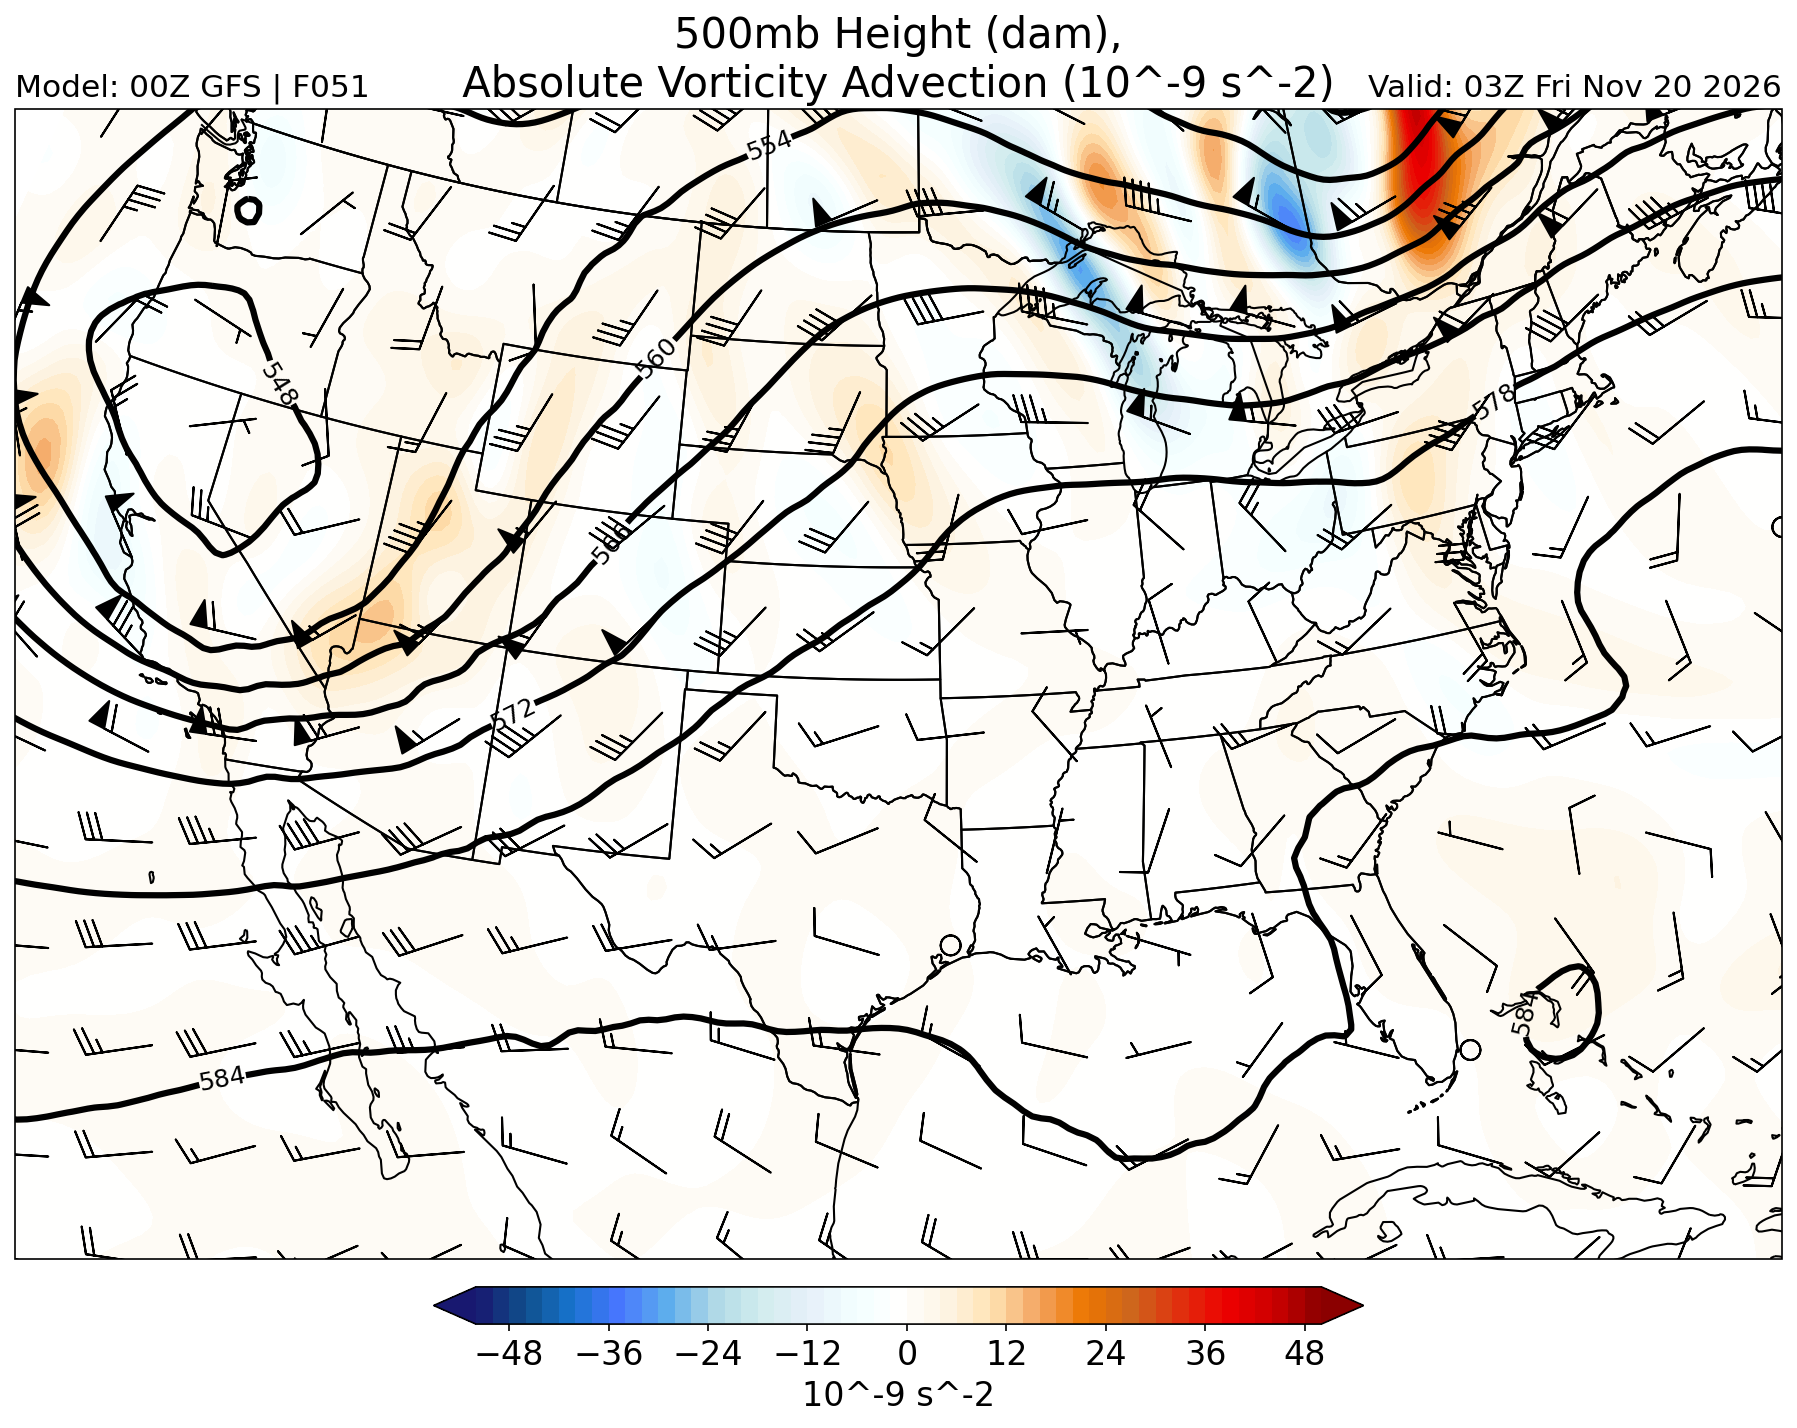 500mb Height (dam),
Model: 00Z GFS | F051
Absolute Vorticity Advection (10^-9 s^-2)
Valid: 03Z Fri Nov 20 2026
554
548
560
578
566
572
584
−48 −36 −24 −12 0 12 24 36 48
10^-9 s^-2